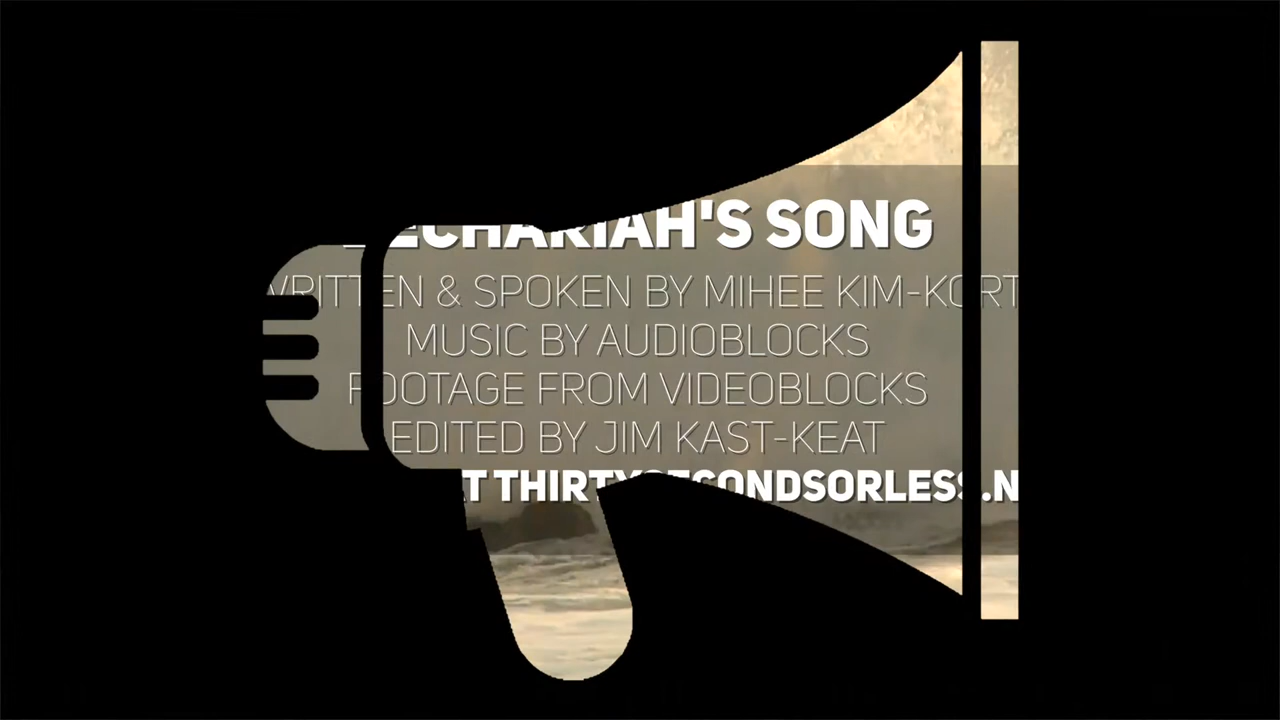 ZECHARIAH'S SONG
WRITTEN & SPOKEN BY MIHEE KIM-KORT
MUSIC BY AUDIOBLOCKS
FOOTAGE FROM VIDEOBLOCKS
EDITED BY JIM KAST-KEAT
THIRTYSECONDSORLESS.N